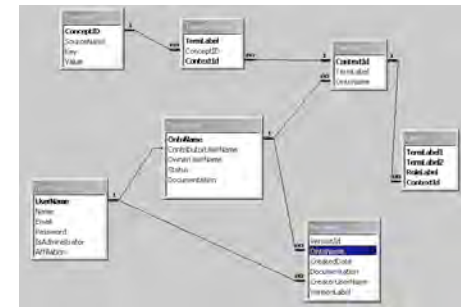 ConceptID
SourceName
Key
Value
TermLabel
ConceptID
ContextId
ContextId
TermLabel
OntoName
TermLabel1
TermLabel2
RoleLabel
ContextId
OntoName
ContributorUserName
OwnerUserName
Status
Documentation
UserName
Name
Email
Password
IsAdministrator
Affiliation
VersionId
OntoName
CreatedDate
Documentation
CreatorUserName
VersionLabel